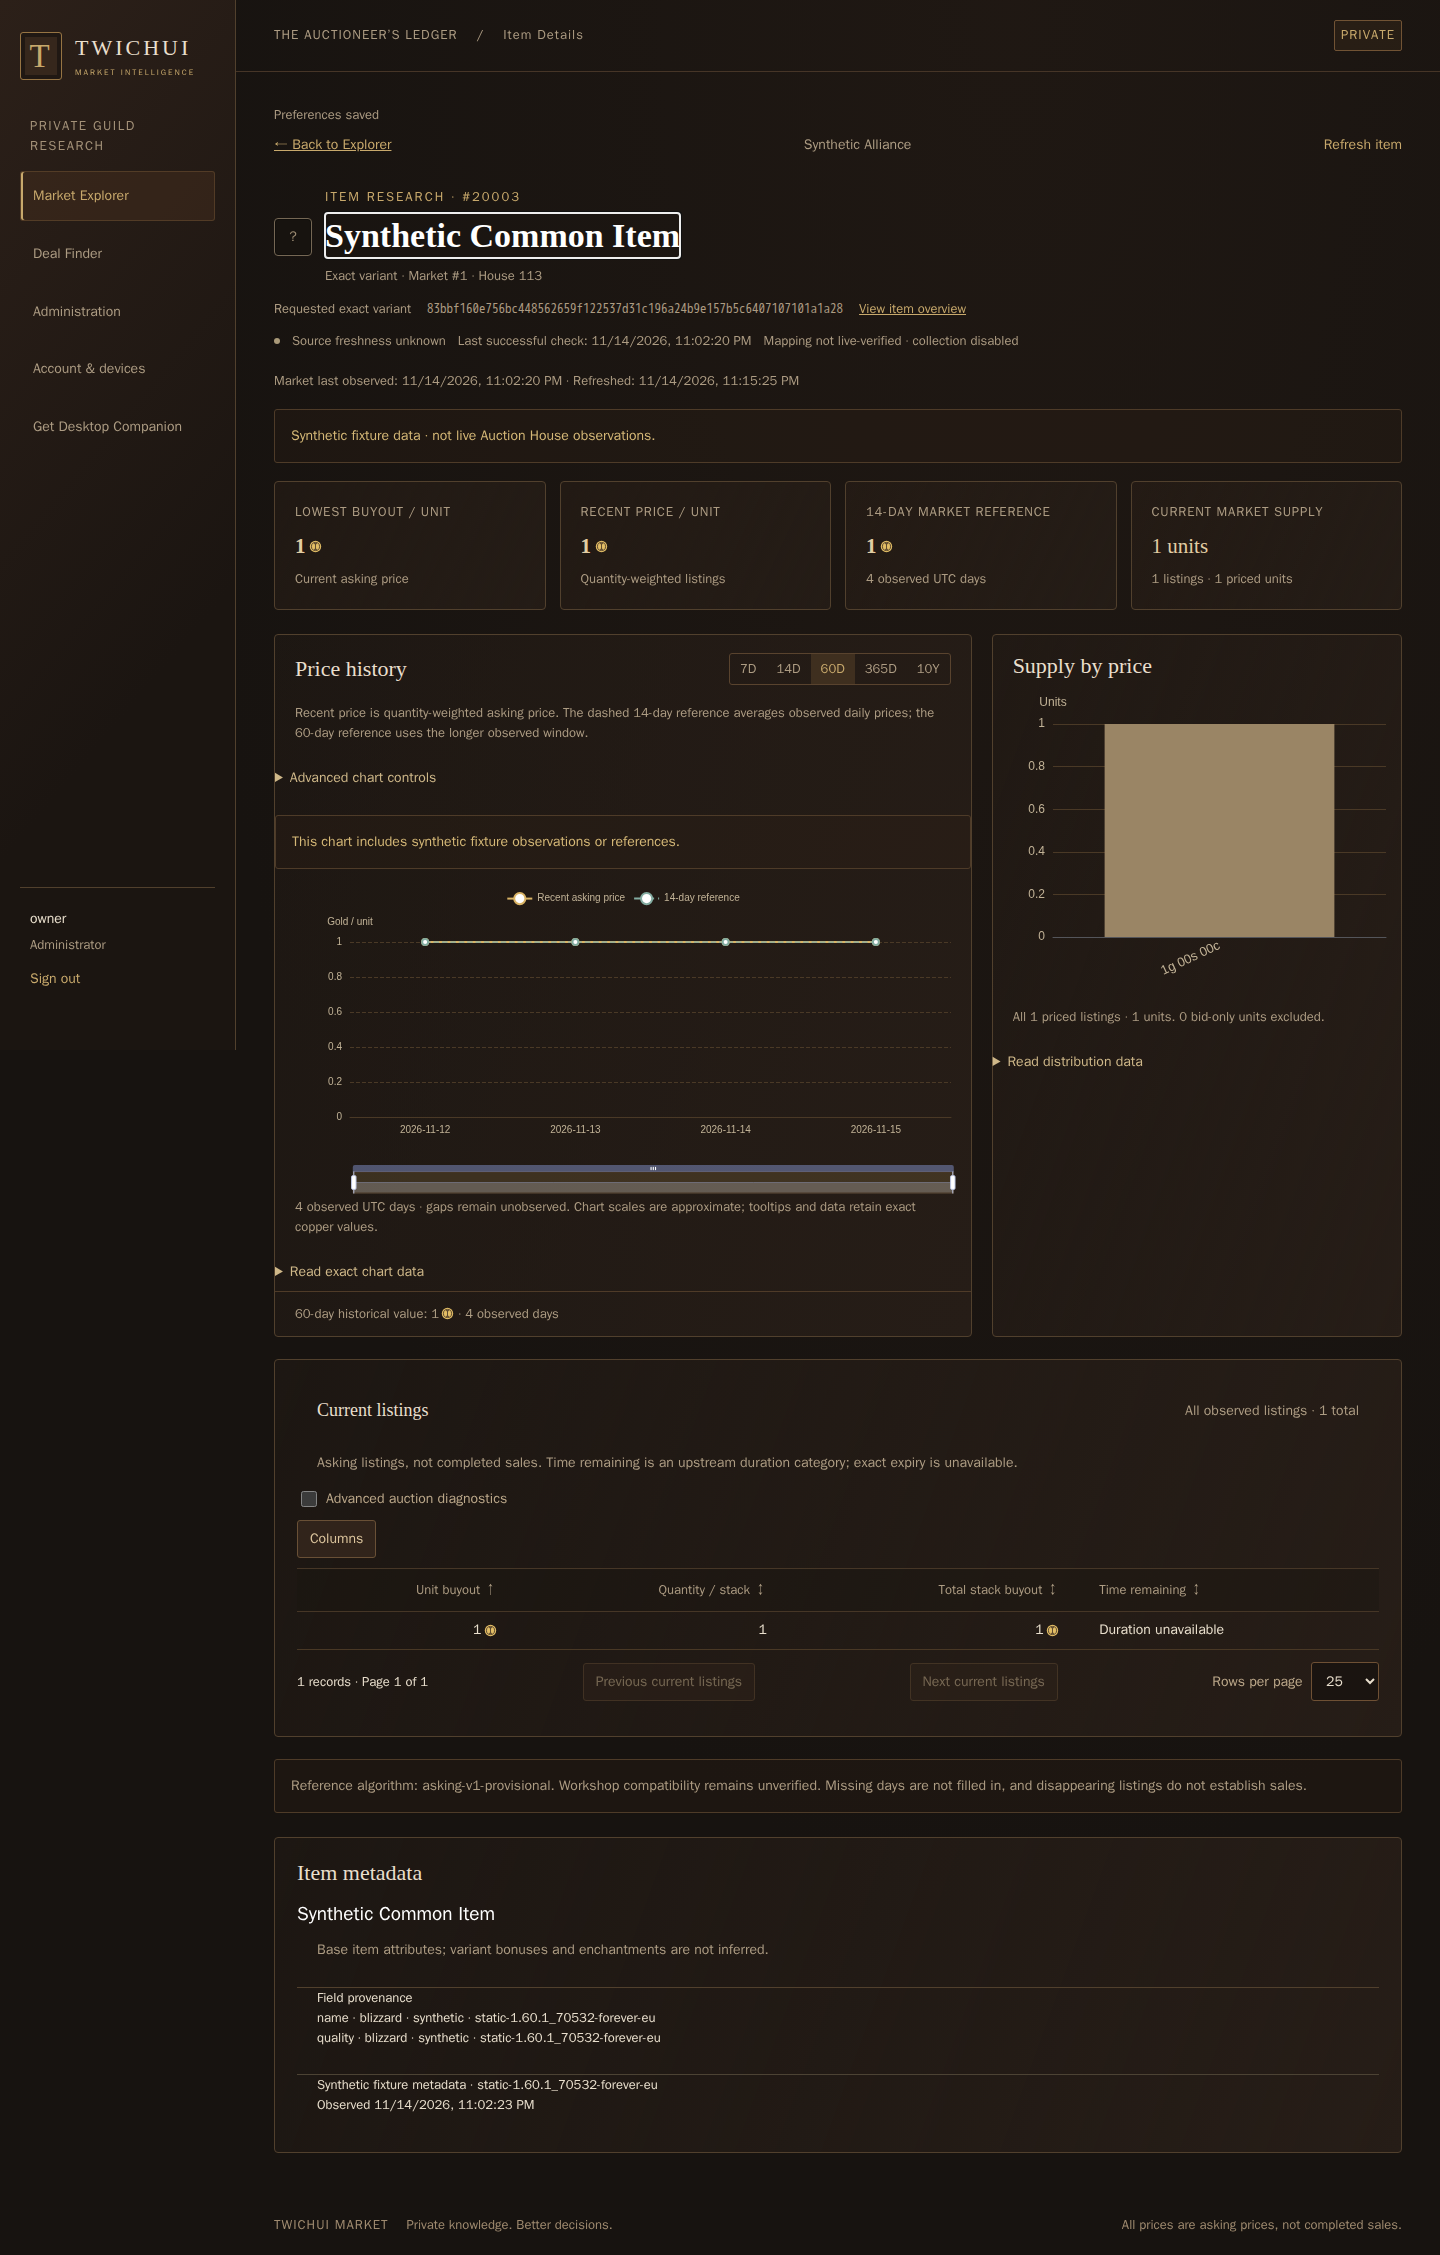 T
TWICHUI
MARKET INTELLIGENCE
PRIVATE GUILD
RESEARCH
Market Explorer
Deal Finder
Administration
Account & devices
Get Desktop Companion
owner
Administrator
Sign out
THE AUCTIONEER'S LEDGER / Item Details
PRIVATE
Preferences saved
← Back to Explorer
Synthetic Alliance
Refresh item
ITEM RESEARCH · #20003
?
Synthetic Common Item
Exact variant · Market #1 · House 113
Requested exact variant 83bbf160e756bc448562659f122537d31c196a24b9e157b5c6407107101a1a28 View item overview
Source freshness unknown Last successful check: 11/14/2026, 11:02:20 PM Mapping not live-verified · collection disabled
Market last observed: 11/14/2026, 11:02:20 PM · Refreshed: 11/14/2026, 11:15:25 PM
Synthetic fixture data · not live Auction House observations.
LOWEST BUYOUT / UNIT
1
Current asking price
RECENT PRICE / UNIT
1
Quantity-weighted listings
14-DAY MARKET REFERENCE
1
4 observed UTC days
CURRENT MARKET SUPPLY
1 units
1 listings · 1 priced units
Price history
7D 14D 60D 365D 10Y
Recent price is quantity-weighted asking price. The dashed 14-day reference averages observed daily prices; the
60-day reference uses the longer observed window.
▶ Advanced chart controls
This chart includes synthetic fixture observations or references.
Recent asking price 14-day reference
Gold / unit
1
0.8
0.6
0.4
0.2
0
2026-11-12 2026-11-13 2026-11-14 2026-11-15
4 observed UTC days · gaps remain unobserved. Chart scales are approximate; tooltips and data retain exact
copper values.
▶ Read exact chart data
60-day historical value: 1 · 4 observed days
Supply by price
Units
1
0.8
0.6
0.4
0.2
0
1g 00s 00c
All 1 priced listings · 1 units. 0 bid-only units excluded.
▶ Read distribution data
Current listings
All observed listings · 1 total
Asking listings, not completed sales. Time remaining is an upstream duration category; exact expiry is unavailable.
Advanced auction diagnostics
Columns
Unit buyout ↑ Quantity / stack ↕ Total stack buyout ↕ Time remaining ↕
1 1 1 Duration unavailable
1 records · Page 1 of 1 Previous current listings Next current listings Rows per page 25
Reference algorithm: asking-v1-provisional. Workshop compatibility remains unverified. Missing days are not filled in, and disappearing listings do not establish sales.
Item metadata
Synthetic Common Item
Base item attributes; variant bonuses and enchantments are not inferred.
Field provenance
name · blizzard · synthetic · static-1.60.1_70532-forever-eu
quality · blizzard · synthetic · static-1.60.1_70532-forever-eu
Synthetic fixture metadata · static-1.60.1_70532-forever-eu
Observed 11/14/2026, 11:02:23 PM
TWICHUI MARKET Private knowledge. Better decisions.
All prices are asking prices, not completed sales.